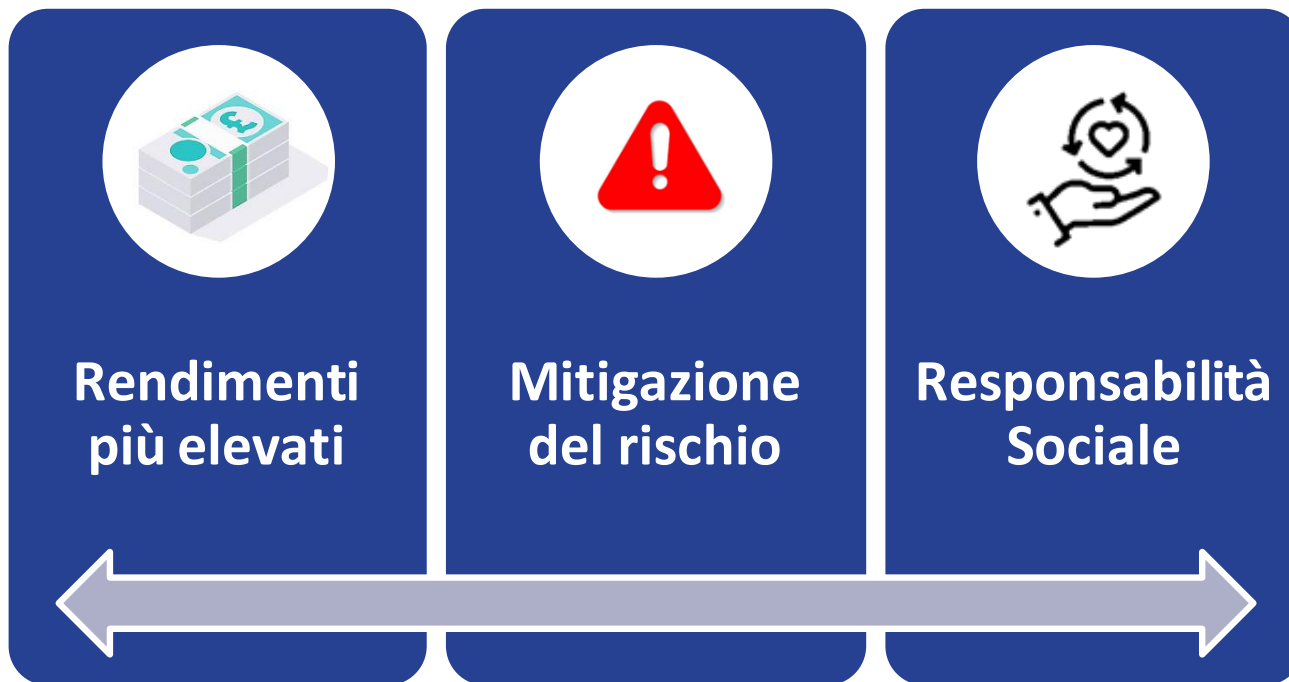 Rendimenti
più elevati
Mitigazione
del rischio
Responsabilità
Sociale